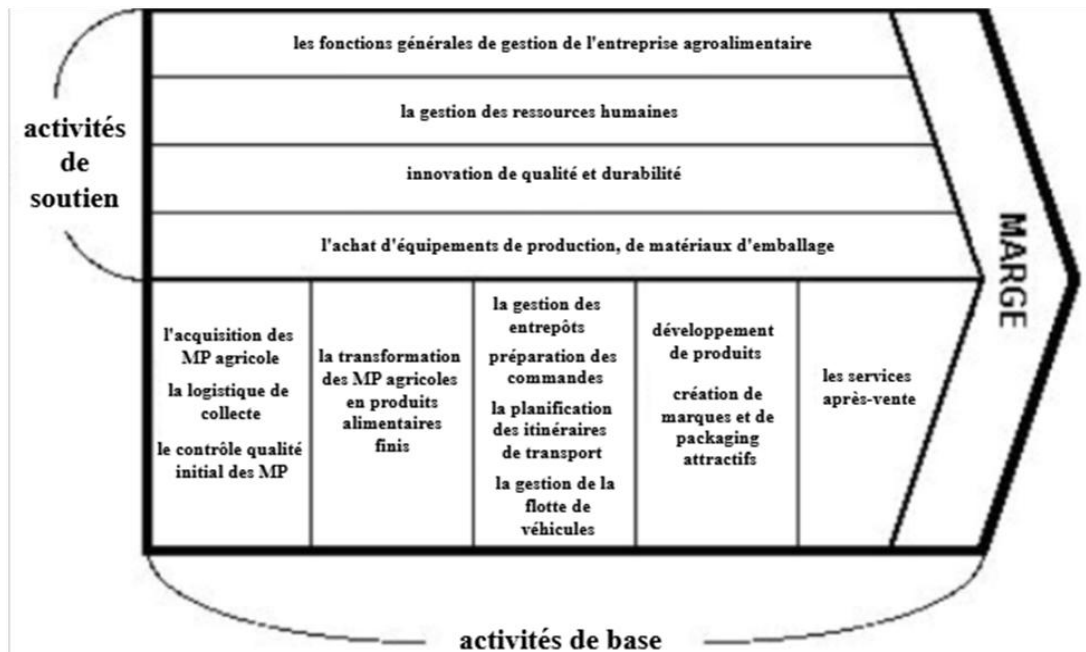 les fonctions générales de gestion de l'entreprise agroalimentaire
la gestion des ressources humaines
innovation de qualité et durabilité
l'achat d'équipements de production, de matériaux d'emballage
activités
de
soutien
MARGE
l'acquisition des
MP agricole
la logistique de
collecte
le contrôle qualité
initial des MP
la transformation
des MP agricoles
en produits
alimentaires
finis
la gestion des
entrepôts
préparation des
commandes
la planification
des itinéraires
de transport
la gestion de la
flotte de
véhicules
développement
de produits
création de
marques et de
packaging
attractifs
les services
après-vente
activités de base